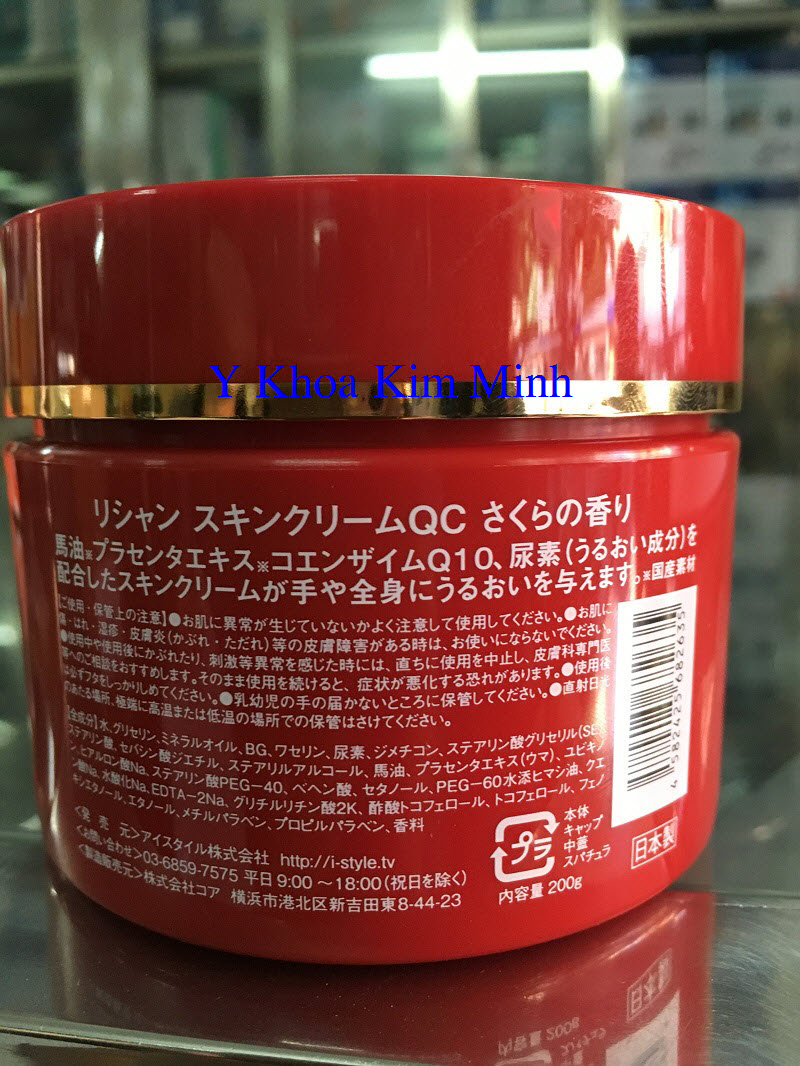 Y Khoa Kim Minh
リシャン スキンクリームQC さくらの香り
馬油※プラセンタエキス※コエンザイムQ10、尿素(うるおい成分)を
配合したスキンクリームが手や全身にうるおいを与えます。※国産素材
【ご使用・保管上の注意】●お肌に異常が生じていないかよく注意して使用してください。●お肌に
傷・はれ・湿疹・皮膚炎(かぶれ・ただれ)等の皮膚障害がある時は、お使いにならないでください。
●使用中や使用後にかぶれたり、刺激等異常を感じた時には、直ちに使用を中止し、皮膚科専門医
等へのご相談をおすすめします。そのまま使用を続けると、症状が悪化する恐れがあります。●使用後
は必ずフタをしっかりしめてください。●乳幼児の手の届かないところに保管してください。●直射日光
のあたる場所、極端に高温または低温の場所での保管はさけてください。
【全成分】水、グリセリン、ミネラルオイル、BG、ワセリン、尿素、ジメチコン、ステアリン酸グリセリル(SE)、
ステアリン酸、セバシン酸ジエチル、ステアリルアルコール、馬油、プラセンタエキス(ウマ)、ユビキノ
ン、ヒアルロン酸Na、ステアリン酸PEG-40、ベヘン酸、セタノール、PEG-60水添ヒマシ油、クエ
ン酸Na、水酸化Na、EDTA-2Na、グリチルリチン酸2K、酢酸トコフェロール、トコフェロール、フェノ
キシエタノール、エタノール、メチルパラベン、プロピルパラベン、香料
<発 売 元>アイスタイル株式会社 http://i-style.tv
<お問い合わせ>03-6859-7575 平日9:00〜18:00(祝日を除く)
<製造販売元>株式会社コア 横浜市港北区新吉田東8-44-23
プラ
本体
キャップ
中蓋
スパチュラ
内容量 200g
日本製
4 582425 682635
日本製
内容量 200g
スパチュラ